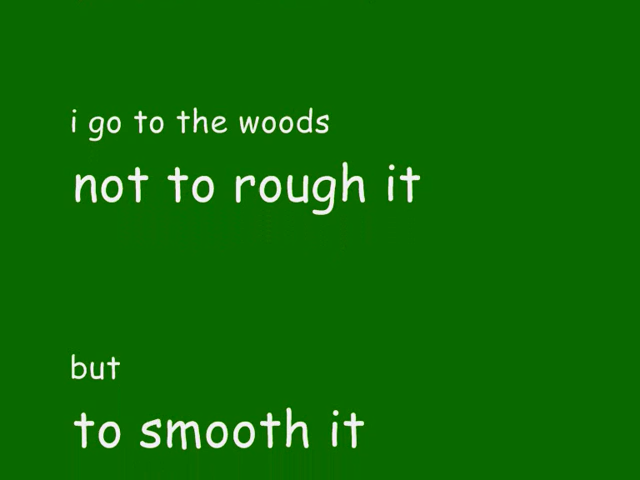 i go to the woods
not to rough it
but
to smooth it